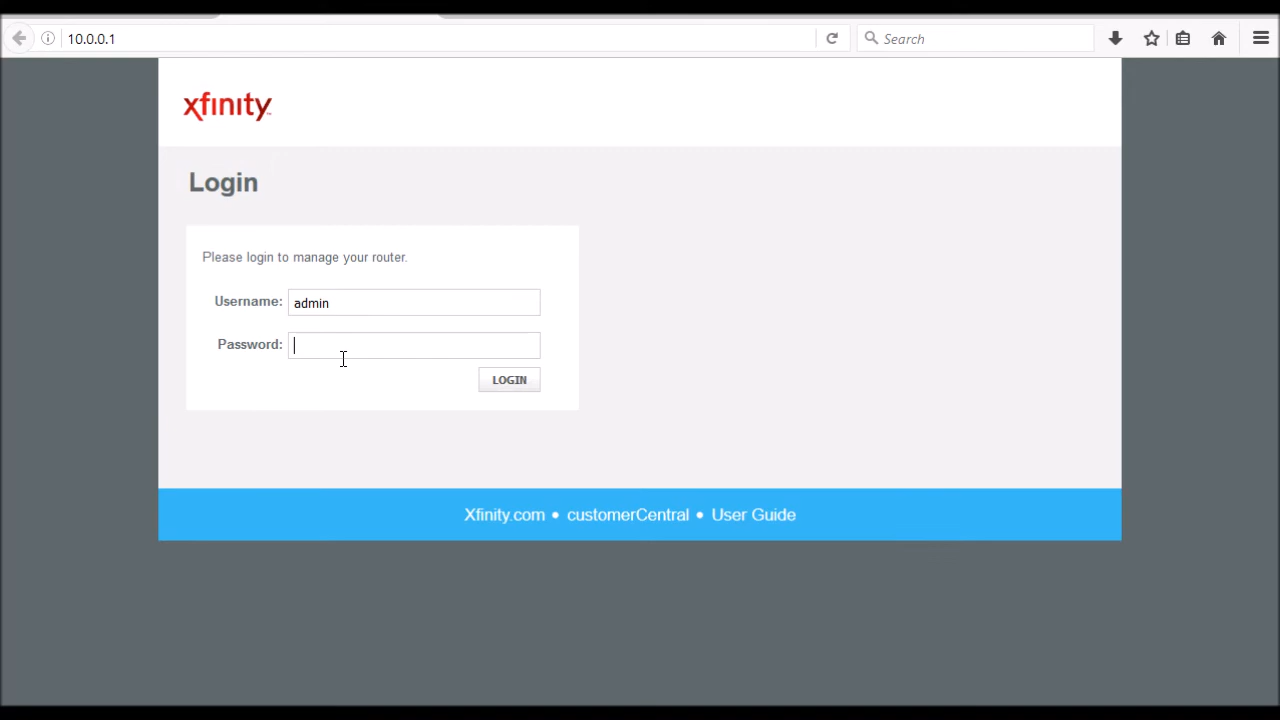 10.0.0.1
Search
xfinity
Login
Please login to manage your router.
Username: admin
Password:
LOGIN
Xfinity.com • customerCentral • User Guide